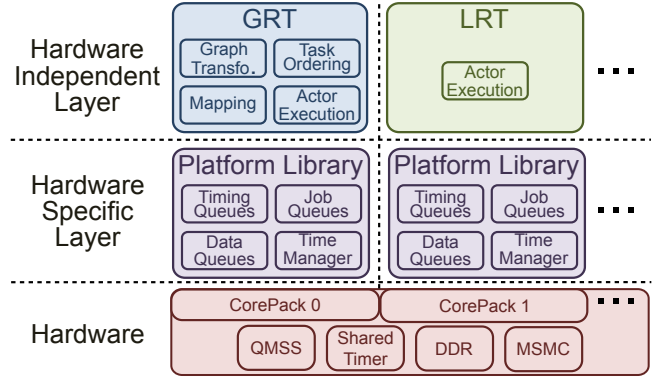 Hardware
Independent
Layer
GRT
Graph
Transfo.
Task
Ordering
Mapping
Actor
Execution
LRT
Actor
Execution
Hardware
Specific
Layer
Platform Library
Timing
Queues
Job
Queues
Data
Queues
Time
Manager
Platform Library
Timing
Queues
Job
Queues
Data
Queues
Time
Manager
Hardware
CorePack 0
CorePack 1
QMSS
Shared
Timer
DDR
MSMC